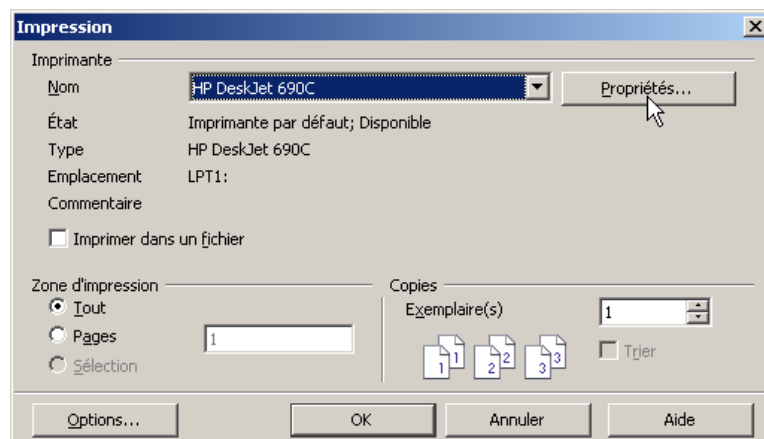 Impression
Imprimante
Nom HP DeskJet 690C Propriétés...
État Imprimante par défaut; Disponible
Type HP DeskJet 690C
Emplacement LPT1:
Commentaire
Imprimer dans un fichier
Zone d'impression Copies
Tout Exemplaire(s) 1
Pages 1
Sélection 1 1 2 2 3 3 Trier
Options... OK Annuler Aide